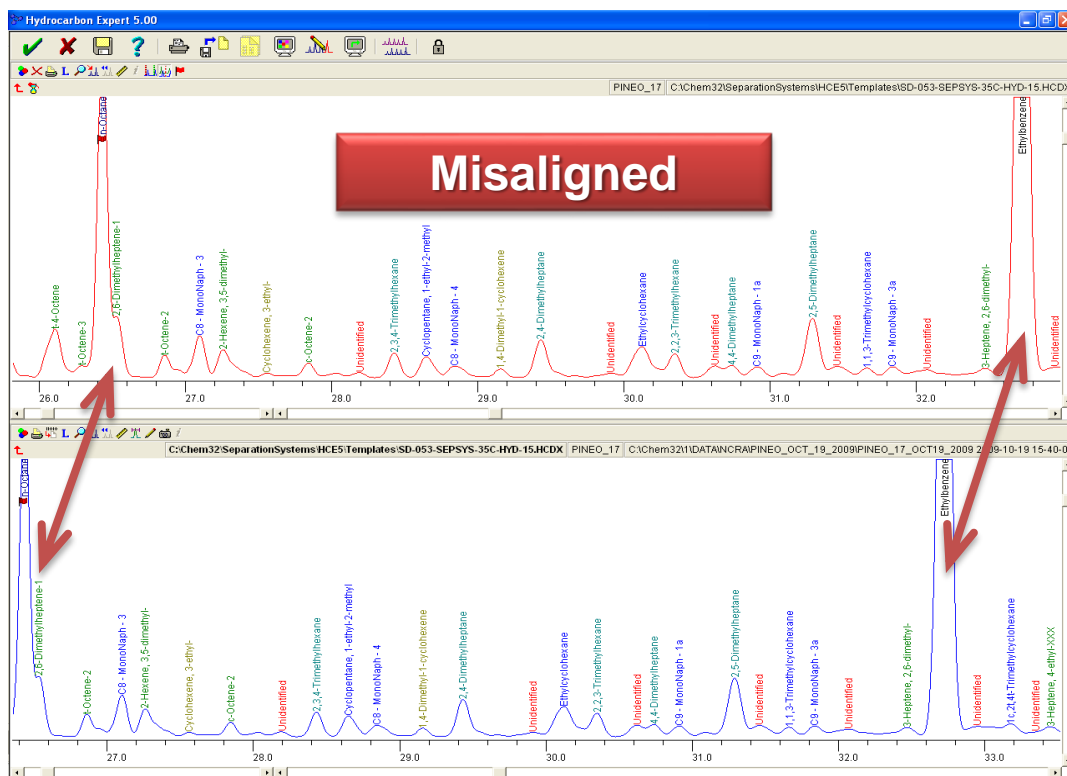 Hydrocarbon Expert 5.00
L
PINEO_17
C:\Chem32\SeparationSystems\HCE5\Templates\SD-053-SEPSYS-35C-HYD-15.HCDX
Misaligned
t-4-Octene
t-Octene-3
n-Octane
2,6-Dimethylheptene-1
t-Octene-2
C8 - MonoNaph - 3
2-Hexene, 3,5-dimethyl-
Cyclohexene, 3-ethyl-
c-Octene-2
Unidentified
2,3,4-Trimethylhexane
Cyclopentane, 1-ethyl-2-methyl
C8 - MonoNaph - 4
1,4-Dimethyl-1-cyclohexene
2,4-Dimethylheptane
Unidentified
Ethylcyclohexane
2,2,3-Trimethylhexane
Unidentified
4,4-Dimethylheptane
C9 - MonoNaph - 1a
2,5-Dimethylheptane
Unidentified
1,1,3-Trimethylcyclohexane
C9 - MonoNaph - 3a
Unidentified
3-Heptene, 2,6-dimethyl-
Ethylbenzene
Unidentified
26.0 27.0 28.0 29.0 30.0 31.0 32.0
L
C:\Chem32\SeparationSystems\HCE5\Templates\SD-053-SEPSYS-35C-HYD-15.HCDX
PINEO_17
C:\Chem32\1\DATA\NCRA\PINEO_OCT_19_2009\PINEO_17_OCT19_2009 2009-10-19 15-40-0
n-Octane
2,6-Dimethylheptene-1
t-Octene-2
C8 - MonoNaph - 3
2-Hexene, 3,5-dimethyl-
Cyclohexene, 3-ethyl-
c-Octene-2
Unidentified
2,3,4-Trimethylhexane
Cyclopentane, 1-ethyl-2-methyl
C8 - MonoNaph - 4
1,4-Dimethyl-1-cyclohexene
2,4-Dimethylheptane
Unidentified
Ethylcyclohexane
2,2,3-Trimethylhexane
Unidentified
4,4-Dimethylheptane
C9 - MonoNaph - 1a
2,5-Dimethylheptane
Unidentified
1,1,3-Trimethylcyclohexane
C9 - MonoNaph - 3a
Unidentified
3-Heptene, 2,6-dimethyl-
Ethylbenzene
Unidentified
1c,2t,4t-Trimethylcyclohexane
Unidentified
3-Heptene, 4-ethyl-XXX
27.0 28.0 29.0 30.0 31.0 32.0 33.0